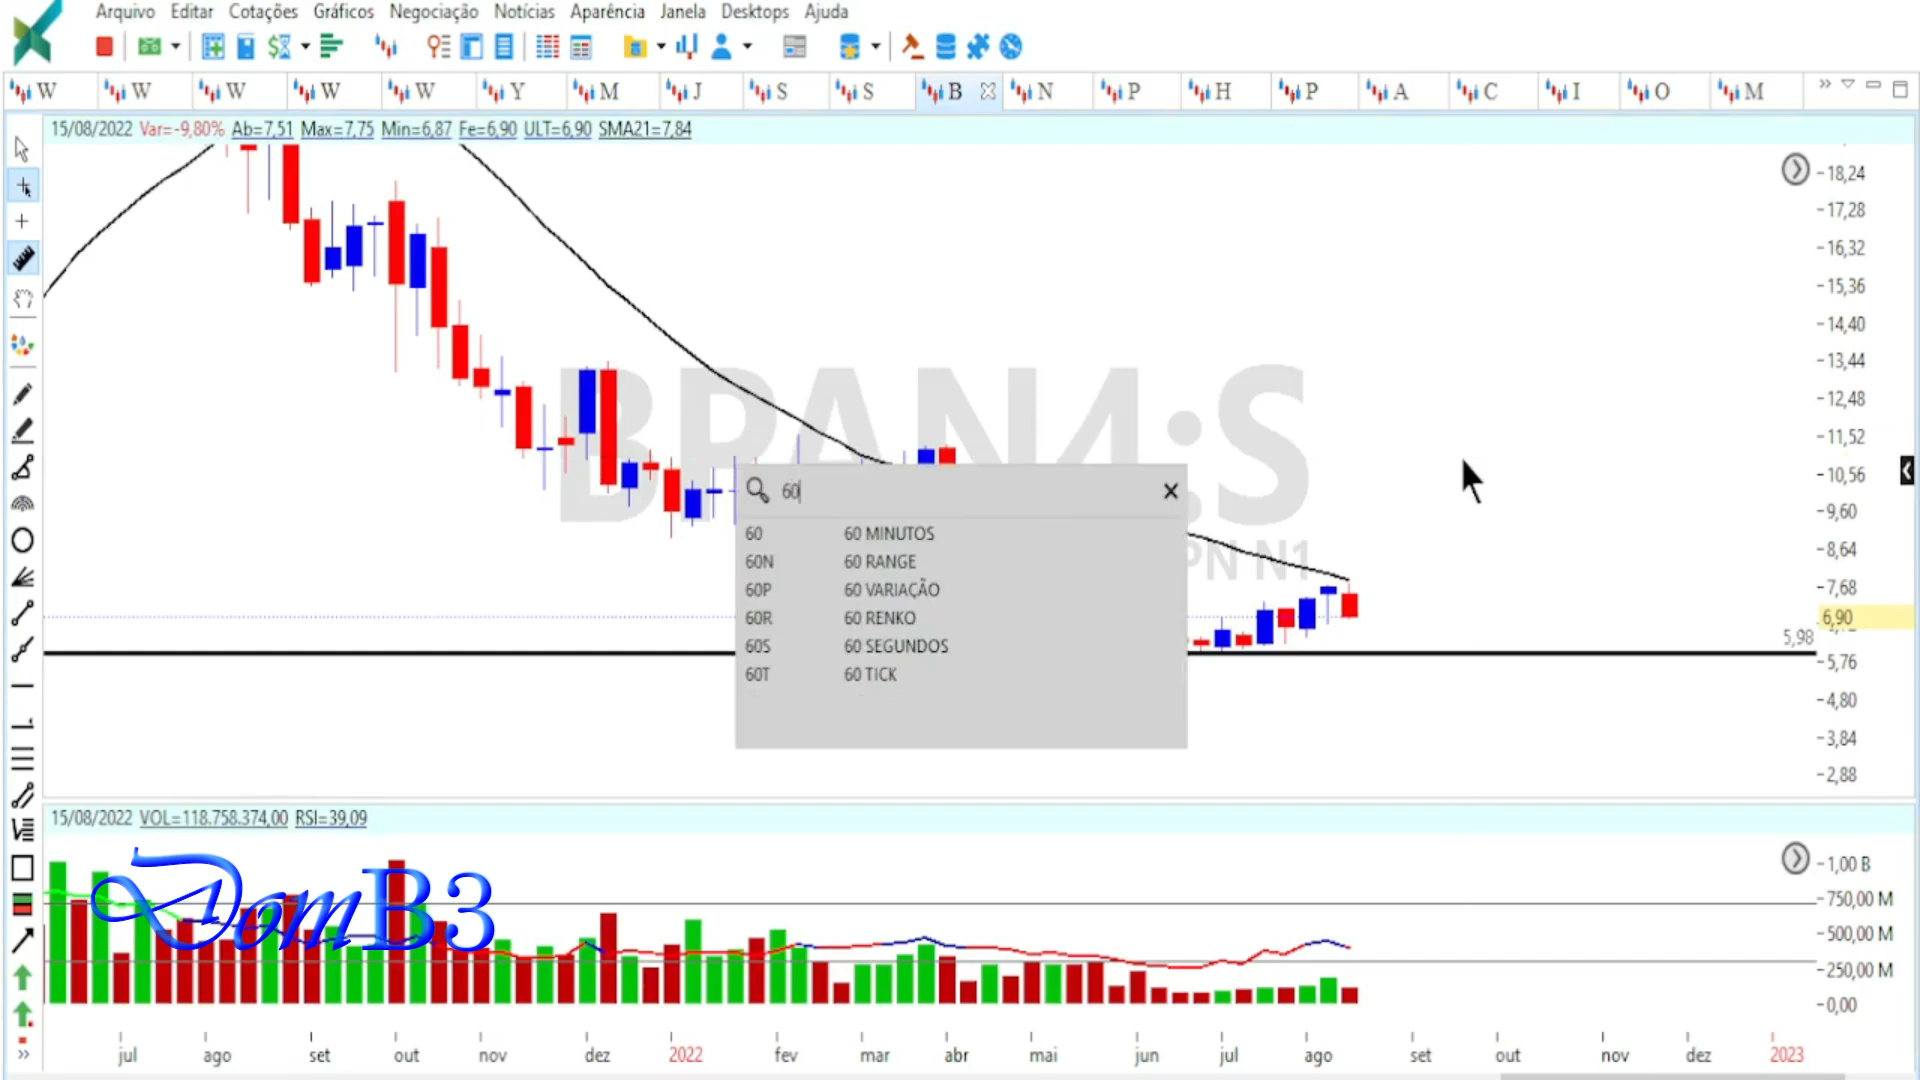 Arquivo Editar Cotações Gráficos Negociação Notícias Aparência Janela Desktops Ajuda
W W W W W Y M J S S B N P H P A C I O M
15/08/2022 Var=-9,80% Ab=7,51 Max=7,75 Min=6,87 Fe=6,90 ULT=6,90 SMA21=7,84
18,24
17,28
16,32
15,36
14,40
13,44
12,48
11,52
10,56
9,60
8,64
7,68
6,90
5,98
5,76
4,80
3,84
2,88
BPAN4:S
PN N1
60
60 60 MINUTOS
60N 60 RANGE
60P 60 VARIAÇÃO
60R 60 RENKO
60S 60 SEGUNDOS
60T 60 TICK
15/08/2022 VOL=118.758.374,00 RSI=39,09
DomB3
1,00 B
750,00 M
500,00 M
250,00 M
0,00
jul ago set out nov dez 2022 fev mar abr mai jun jul ago set out nov dez 2023